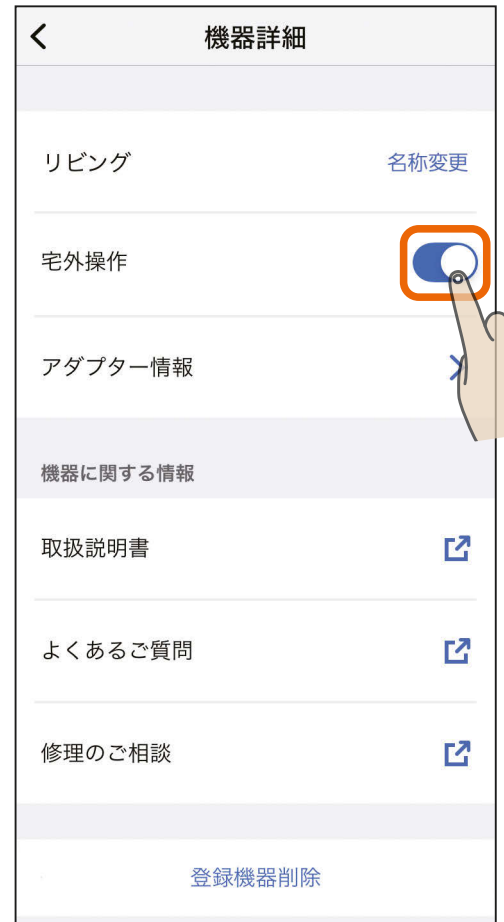 機器詳細
リビング 名称変更
宅外操作
アダプター情報
機器に関する情報
取扱説明書
よくあるご質問
修理のご相談
登録機器削除